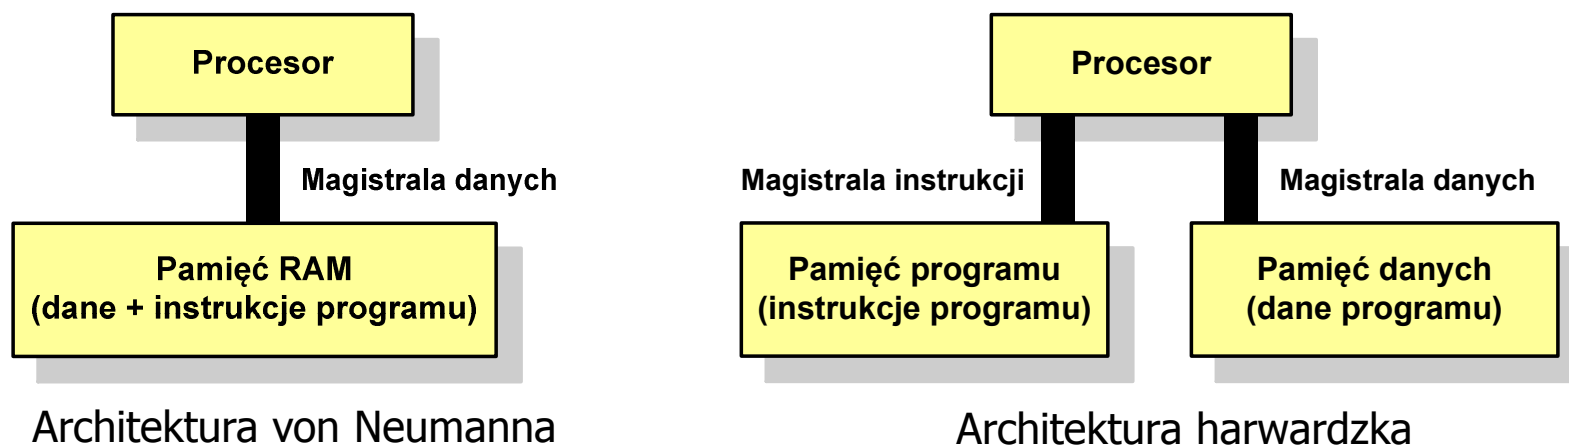 Procesor
Magistrala danych
Pamięć RAM
(dane + instrukcje programu)
Architektura von Neumanna
Procesor
Magistrala instrukcji
Magistrala danych
Pamięć programu
(instrukcje programu)
Pamięć danych
(dane programu)
Architektura harwardzka